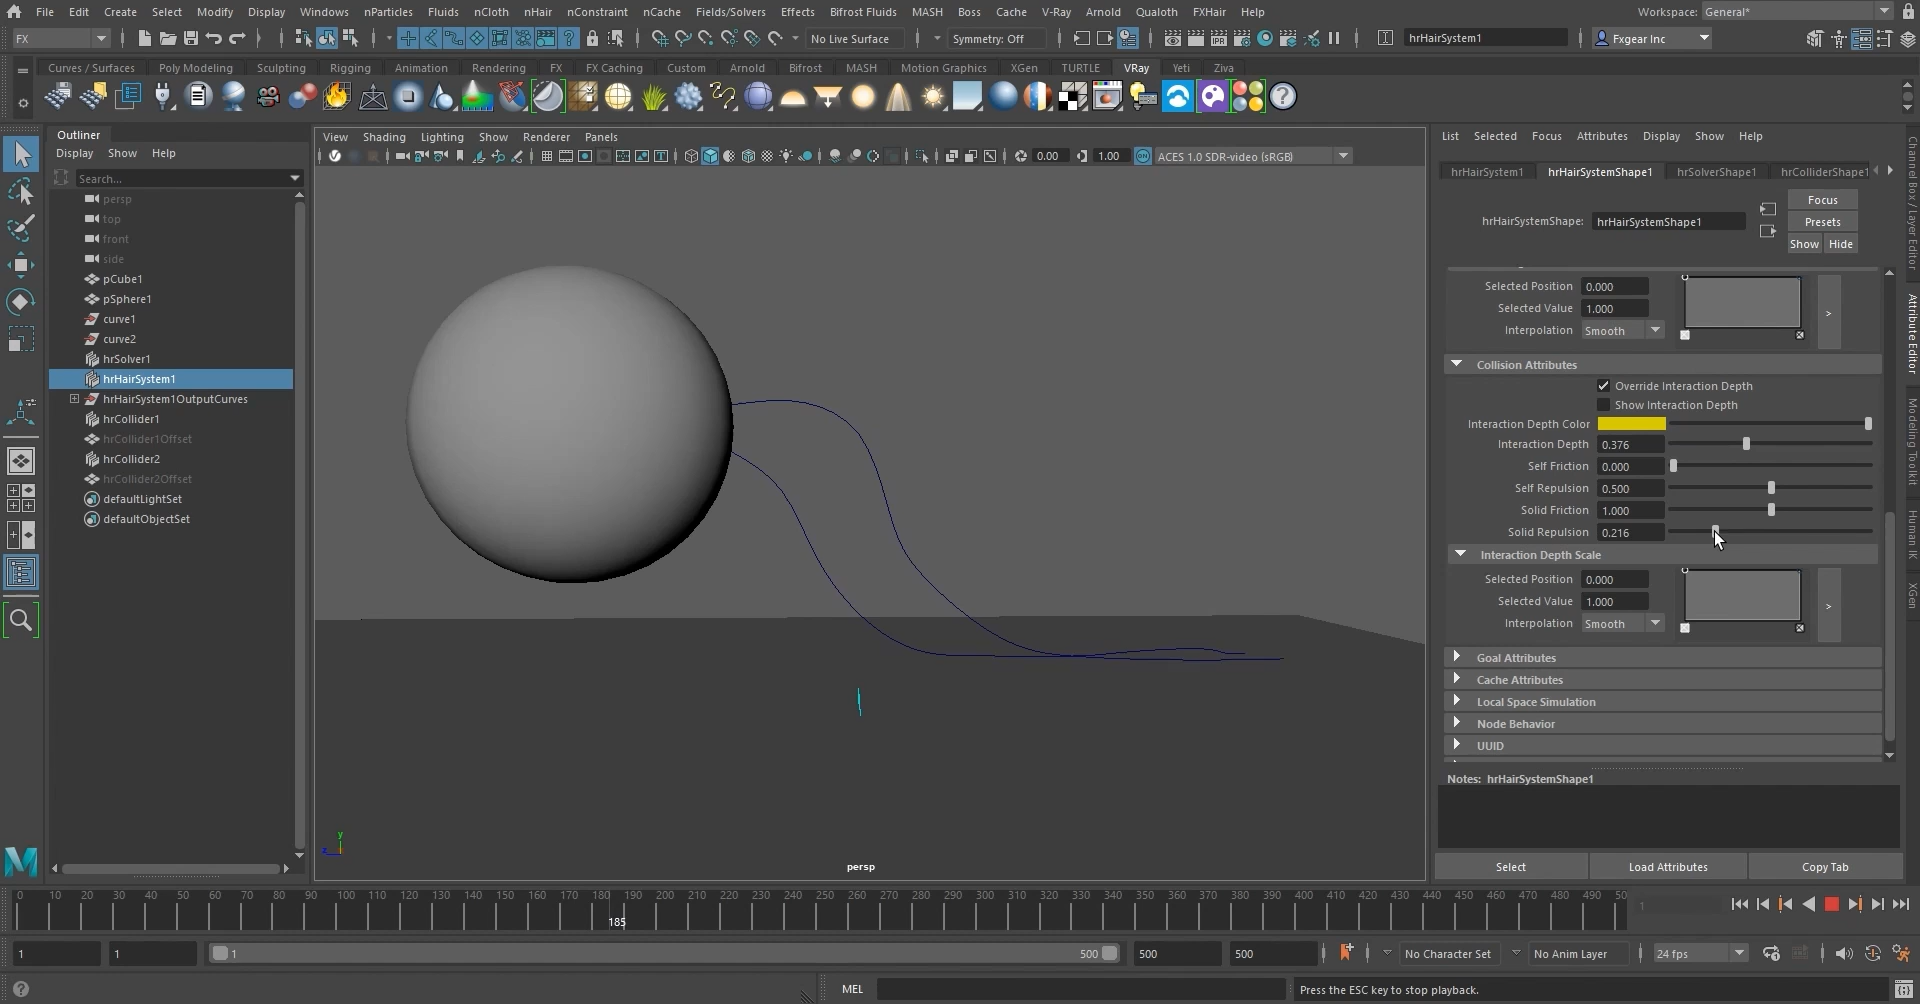 File Edit Create Select Modify Display Windows nParticles Fluids nCloth nHair nConstraint nCache Fields/Solvers Effects Bifrost Fluids MASH Boss Cache V-Ray Arnold Qualoth FXHair Help Workspace: General*
FX No Live Surface Symmetry: Off hrHairSystem1 Fxgear Inc
Curves / Surfaces Poly Modeling Sculpting Rigging Animation Rendering FX FX Caching Custom Arnold Bifrost MASH Motion Graphics XGen TURTLE VRay Yeti Ziva
Outliner
Display Show Help
Search...
persp
top
front
side
pCube1
pSphere1
curve1
curve2
hrSolver1
hrHairSystem1
hrHairSystem1OutputCurves
hrCollider1
hrCollider1Offset
hrCollider2
hrCollider2Offset
defaultLightSet
defaultObjectSet
View Shading Lighting Show Renderer Panels
0.00 1.00 ACES 1.0 SDR-video (sRGB)
y
z
persp
List Selected Focus Attributes Display Show Help
hrHairSystem1 hrHairSystemShape1 hrSolverShape1 hrColliderShape1
Focus
hrHairSystemShape: hrHairSystemShape1 Presets
Show Hide
Selected Position 0.000
Selected Value 1.000
Interpolation Smooth
>
Collision Attributes
Override Interaction Depth
Show Interaction Depth
Interaction Depth Color
Interaction Depth 0.376
Self Friction 0.000
Self Repulsion 0.500
Solid Friction 1.000
Solid Repulsion 0.216
Interaction Depth Scale
Selected Position 0.000
Selected Value 1.000
Interpolation Smooth
>
Goal Attributes
Cache Attributes
Local Space Simulation
Node Behavior
UUID
Notes: hrHairSystemShape1
Select Load Attributes Copy Tab
Channel Box / Layer Editor
Attribute Editor
Modeling Toolkit
Human IK
XGen
0 10 20 30 40 50 60 70 80 90 100 110 120 130 140 150 160 170 180 190 200 210 220 230 240 250 260 270 280 290 300 310 320 330 340 350 360 370 380 390 400 410 420 430 440 450 460 470 480 490 50
185
1
1 1 1 500 500 500 No Character Set No Anim Layer 24 fps
MEL Press the ESC key to stop playback.